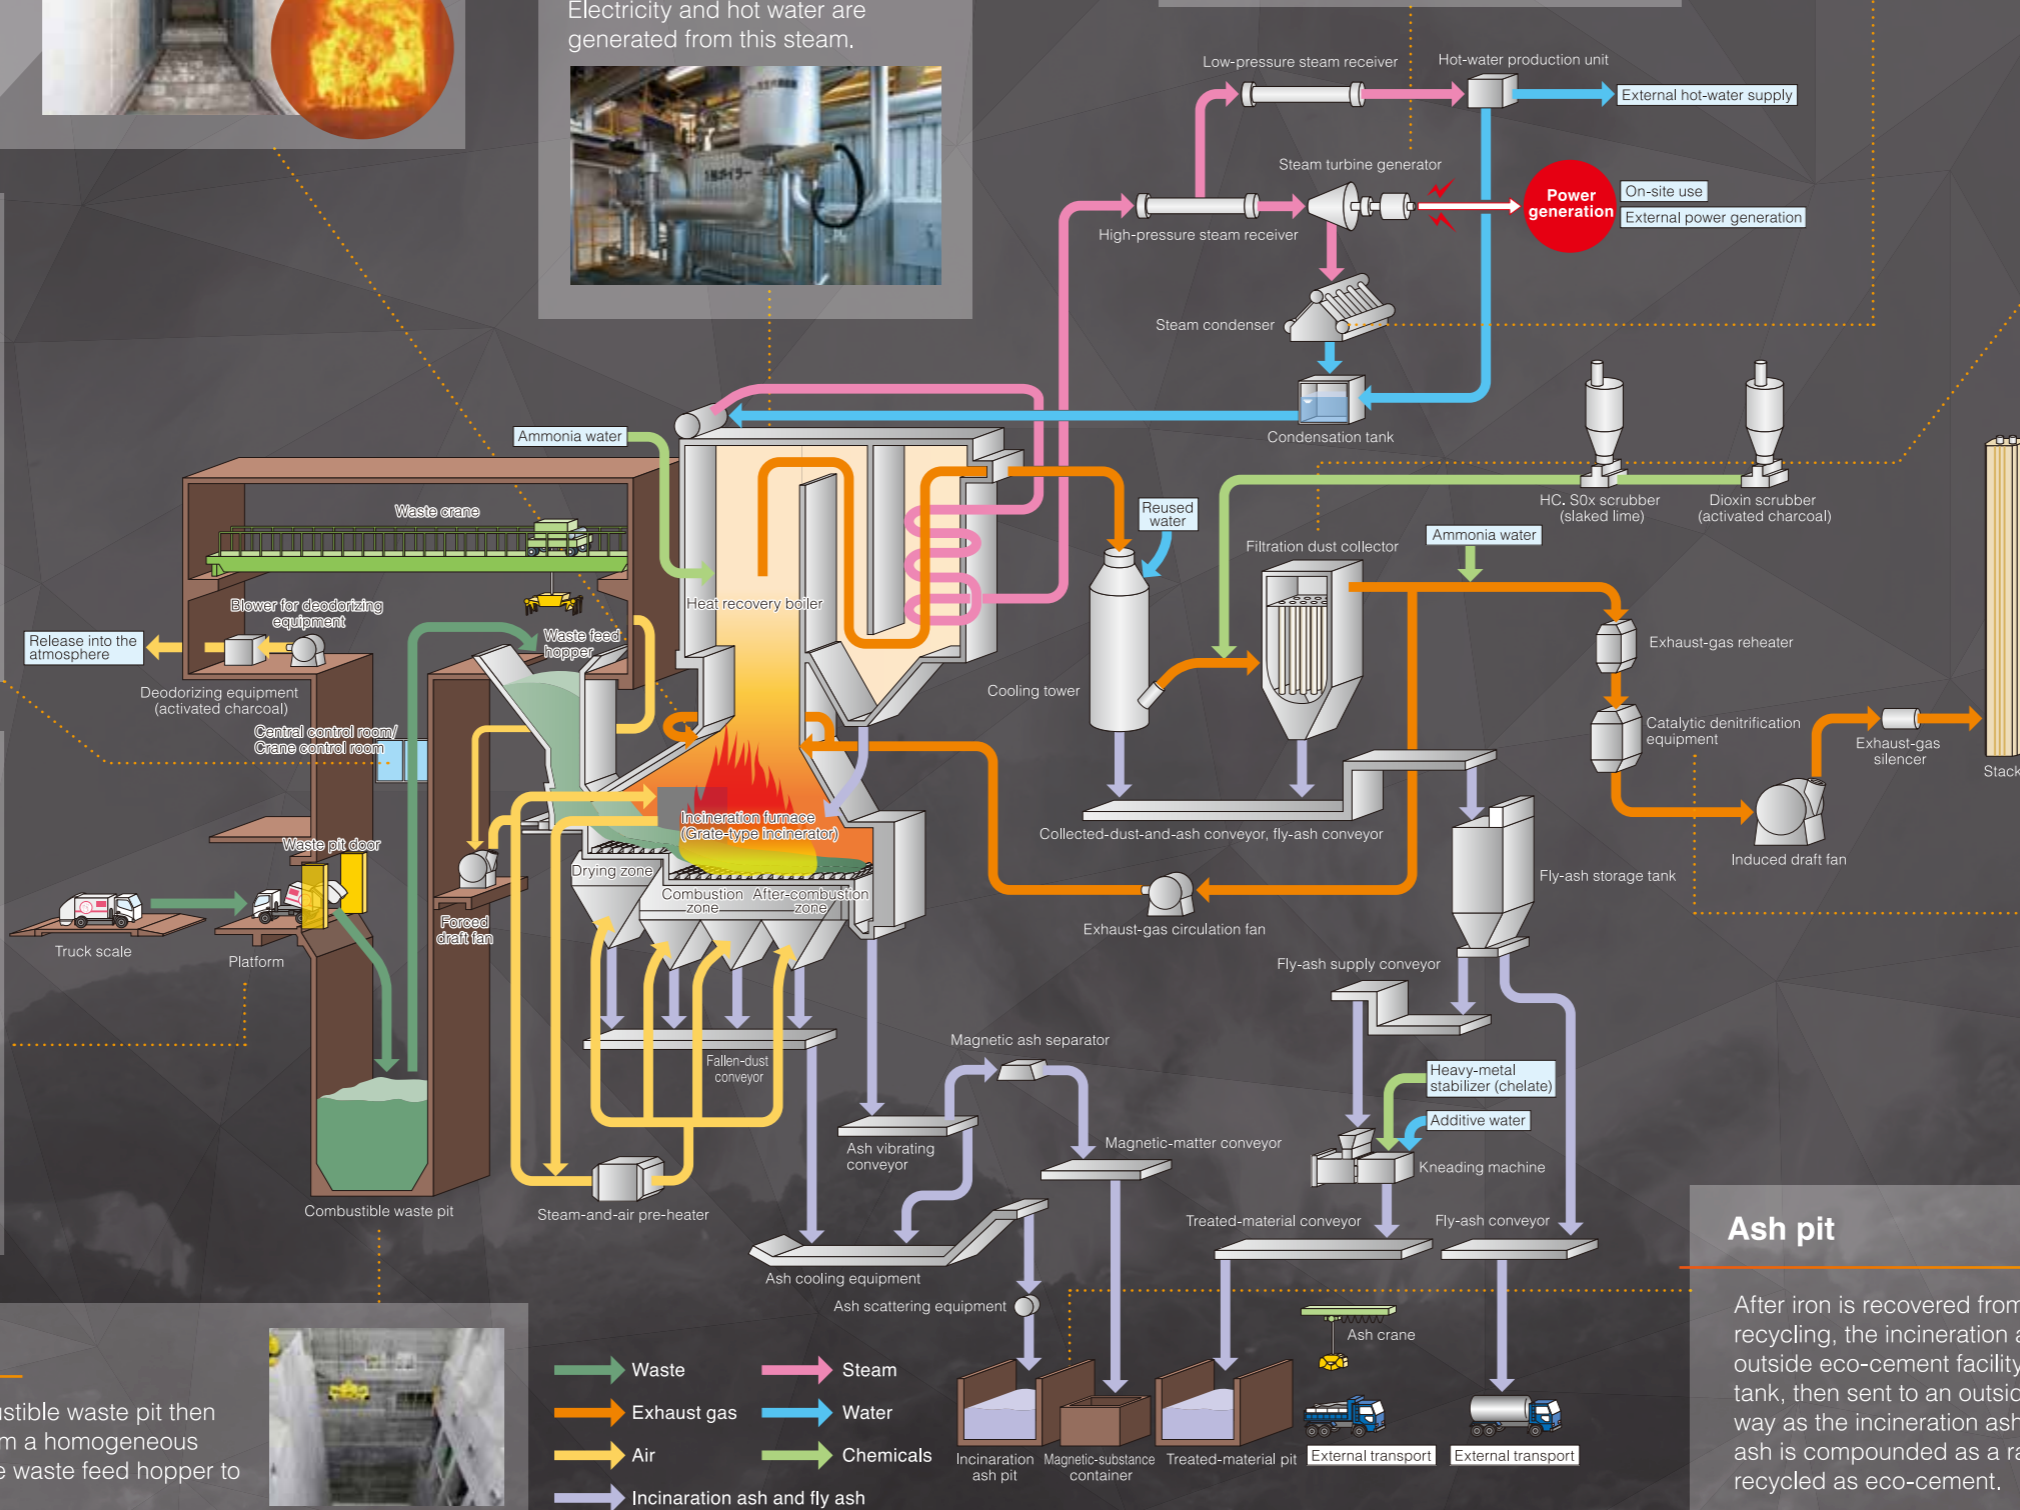 Electricity and hot water are
generated from this steam.
Low-pressure steam receiver
Hot-water production unit
External hot-water supply
Steam turbine generator
Power
generation
On-site use
External power generation
High-pressure steam receiver
Steam condenser
Condensation tank
Ammonia water
HC. S0x scrubber
(slaked lime)
Dioxin scrubber
(activated charcoal)
Waste crane
Reused
water
Ammonia water
Filtration dust collector
Blower for deodorizing
equipment
Heat recovery boiler
Release into the
atmosphere
Waste feed
hopper
Exhaust-gas reheater
Deodorizing equipment
(activated charcoal)
Cooling tower
Central control room/
Crane control room
Catalytic denitrification
equipment
Exhaust-gas
silencer
Stack
Incineration furnace
(Grate-type incinerator)
Collected-dust-and-ash conveyor, fly-ash conveyor
Waste pit door
Induced draft fan
Drying zone
Combustion
zone
After-combustion
zone
Fly-ash storage tank
Truck scale
Platform
Forced
draft fan
Exhaust-gas circulation fan
Fly-ash supply conveyor
Fallen-dust
conveyor
Magnetic ash separator
Heavy-metal
stabilizer (chelate)
Additive water
Ash vibrating
conveyor
Magnetic-matter conveyor
Kneading machine
Combustible waste pit
Steam-and-air pre-heater
Treated-material conveyor
Fly-ash conveyor
Ash cooling equipment
Ash scattering equipment
Ash crane
Incinaration
ash pit
Magnetic-substance
container
Treated-material pit
External transport
External transport
Ash pit
After iron is recovered from
recycling, the incineration a
outside eco-cement facility
tank, then sent to an outsid
way as the incineration ash
ash is compounded as a ra
recycled as eco-cement.
ustible waste pit then
m a homogeneous
e waste feed hopper to
Waste
Steam
Exhaust gas
Water
Air
Chemicals
Incinaration ash and fly ash